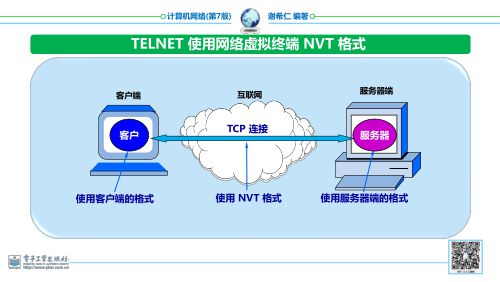 计算机网络(第7版) 谢希仁 编著
TELNET 使用网络虚拟终端 NVT 格式
客户端 互联网 服务器端
TCP 连接
客户 服务器
使用客户端的格式 使用 NVT 格式 使用服务器端的格式
电子工业出版社
http://www.phei.com.cn